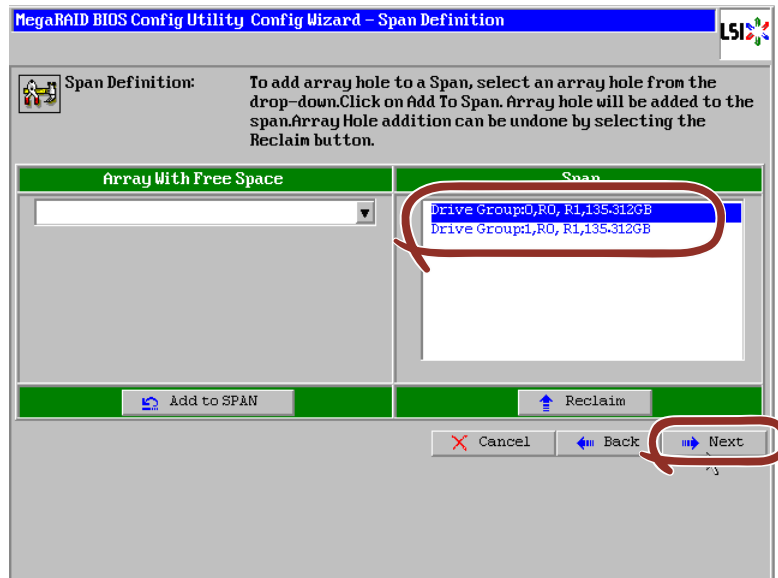 MegaRAID BIOS Config Utility Config Wizard – Span Definition
LSI
Span Definition:
To add array hole to a Span, select an array hole from the
drop-down.Click on Add To Span. Array hole will be added to the
span.Array Hole addition can be undone by selecting the
Reclaim button.
Array With Free Space
Span
Drive Group:0,R0, R1,135.312GB
Drive Group:1,R0, R1,135.312GB
Add to SPAN
Reclaim
Cancel
Back
Next